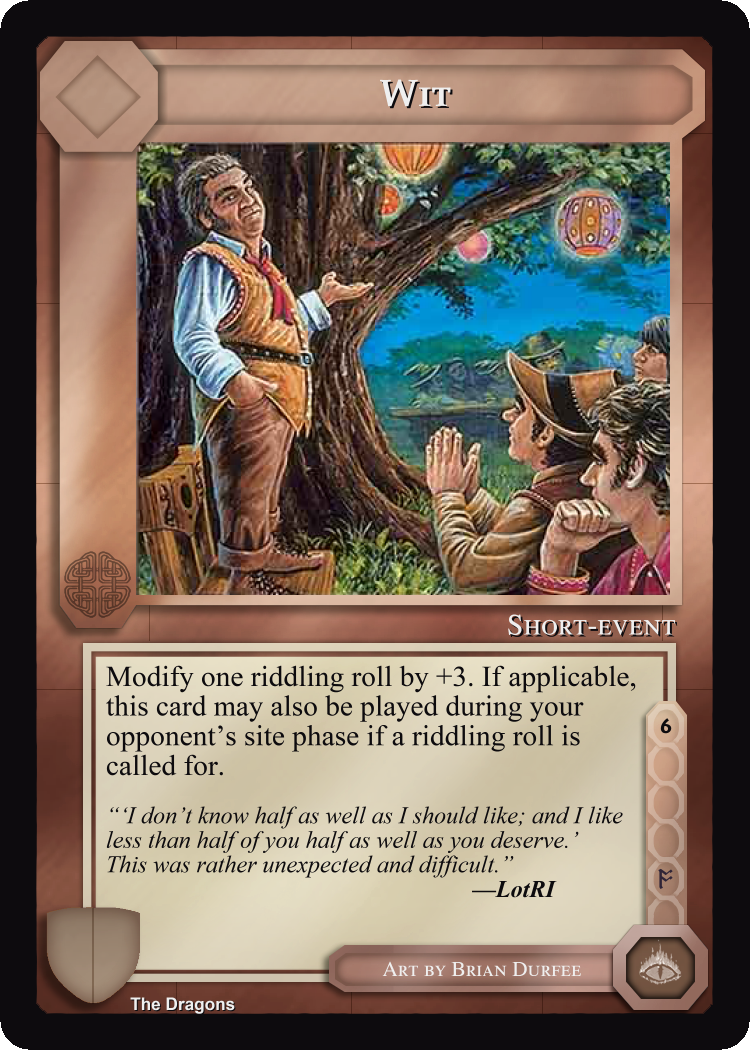 Wit
Short-event
Modify one riddling roll by +3. If applicable,
this card may also be played during your
opponent’s site phase if a riddling roll is
called for.
“‘I don’t know half as well as I should like; and I like
less than half of you half as well as you deserve.’
This was rather unexpected and difficult.”
—LotRI
6
ᚩ
Art by Brian Durfee
The Dragons